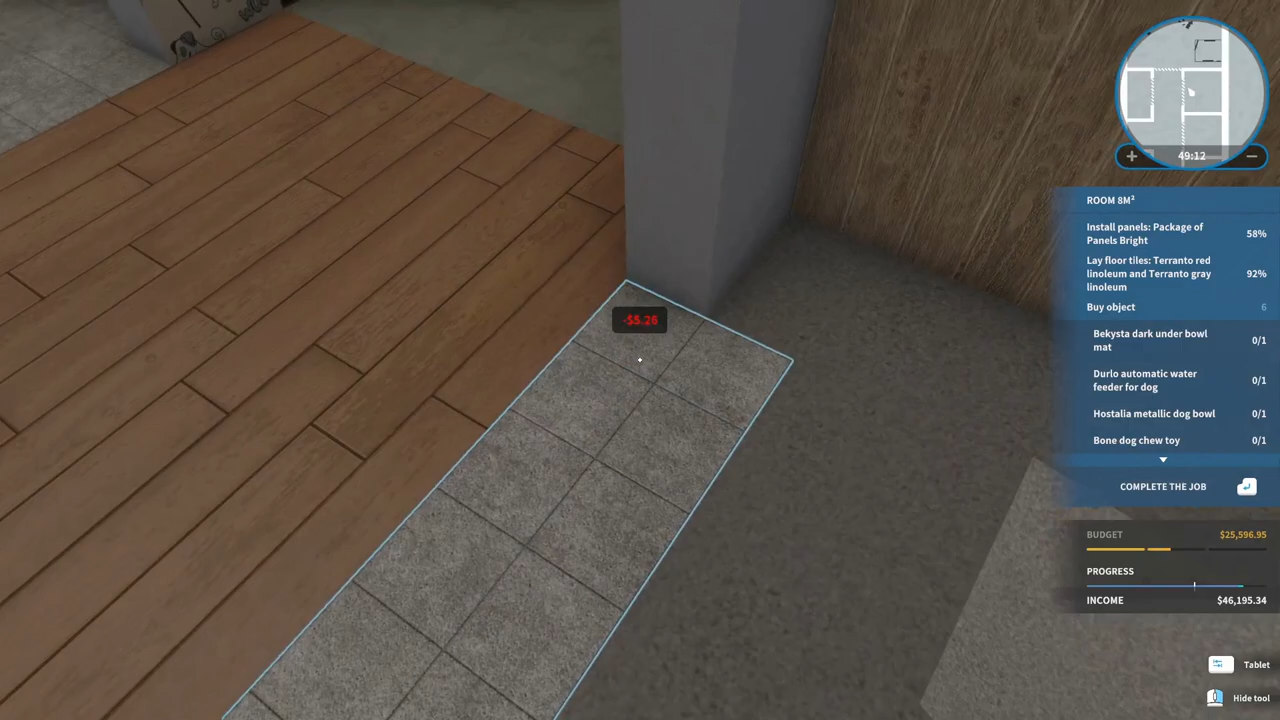 49:12
ROOM 8M²
Install panels: Package of
Panels Bright
58%
Lay floor tiles: Terranto red
linoleum and Terranto gray
linoleum
92%
Buy object 6
Bekysta dark under bowl
mat
0/1
Durlo automatic water
feeder for dog
0/1
Hostalia metallic dog bowl 0/1
Bone dog chew toy 0/1
-$5.26
COMPLETE THE JOB
BUDGET $25,596.95
PROGRESS
INCOME $46,195.34
Tablet
Hide tool